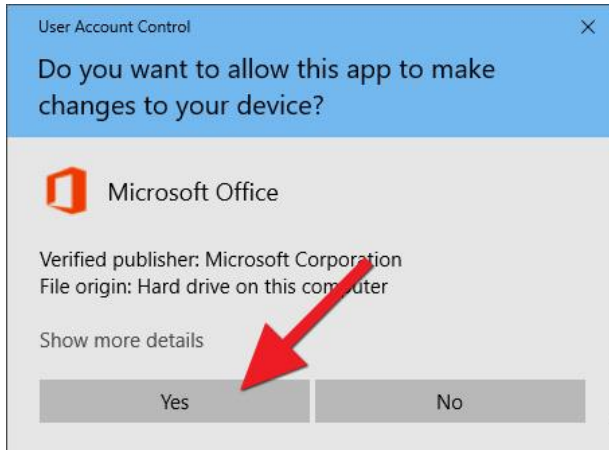 User Account Control
Do you want to allow this app to make
changes to your device?
Microsoft Office
Verified publisher: Microsoft Corporation
File origin: Hard drive on this computer
Show more details
Yes
No